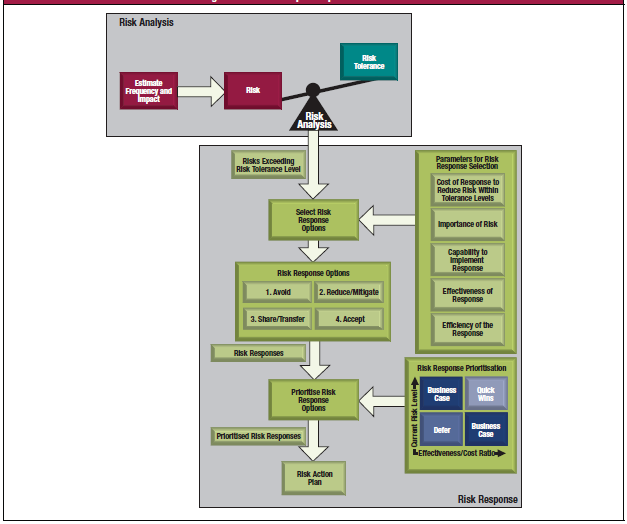 Risk Analysis
Estimate
Frequency and
Impact
Risk
Risk
Tolerance
Risk
Analysis
Risks Exceeding
Risk Tolerance Level
Select Risk
Response
Options
Parameters for Risk
Response Selection
Cost of Response to
Reduce Risk Within
Tolerance Levels
Importance of Risk
Capability to
Implement
Response
Effectiveness of
Response
Efficiency of the
Response
Risk Response Options
1. Avoid
2. Reduce/Mitigate
3. Share/Transfer
4. Accept
Risk Responses
Prioritise Risk
Response
Options
Risk Response Prioritisation
Current Risk Level
Business
Case
Quick
Wins
Defer
Business
Case
Effectiveness/Cost Ratio
Prioritised Risk Responses
Risk Action
Plan
Risk Response